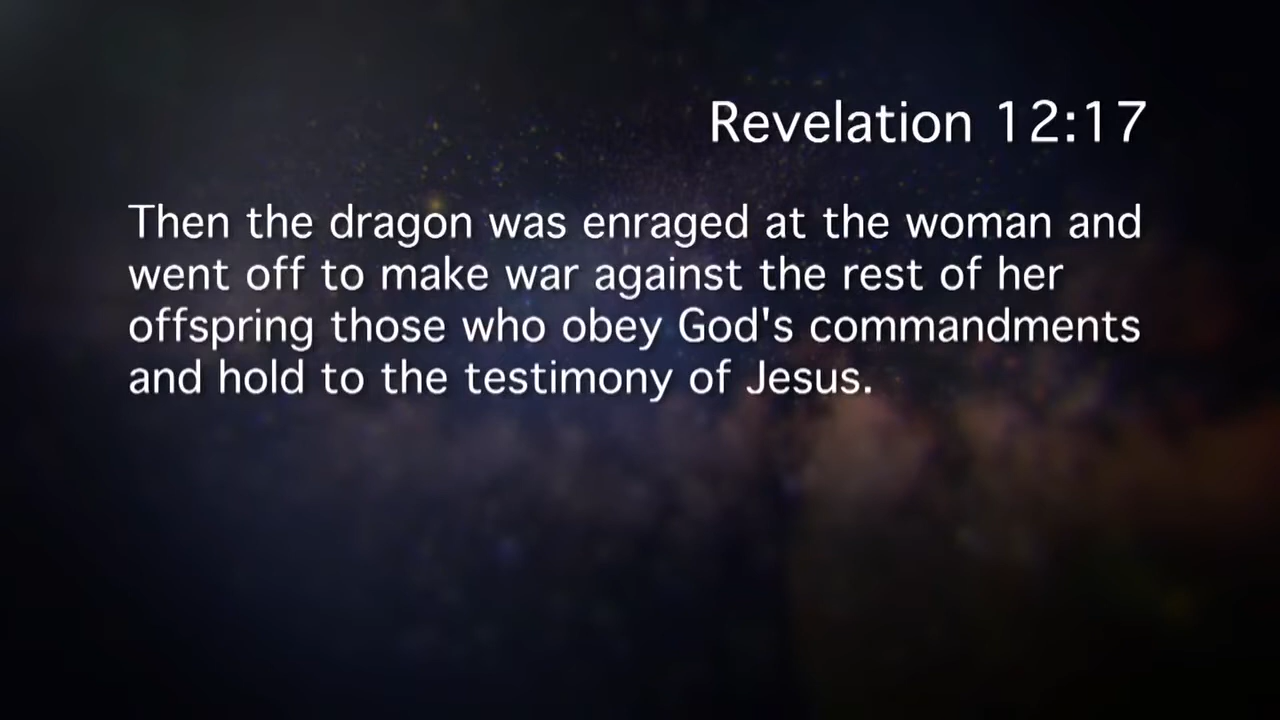 Revelation 12:17
Then the dragon was enraged at the woman and
went off to make war against the rest of her
offspring those who obey God's commandments
and hold to the testimony of Jesus.